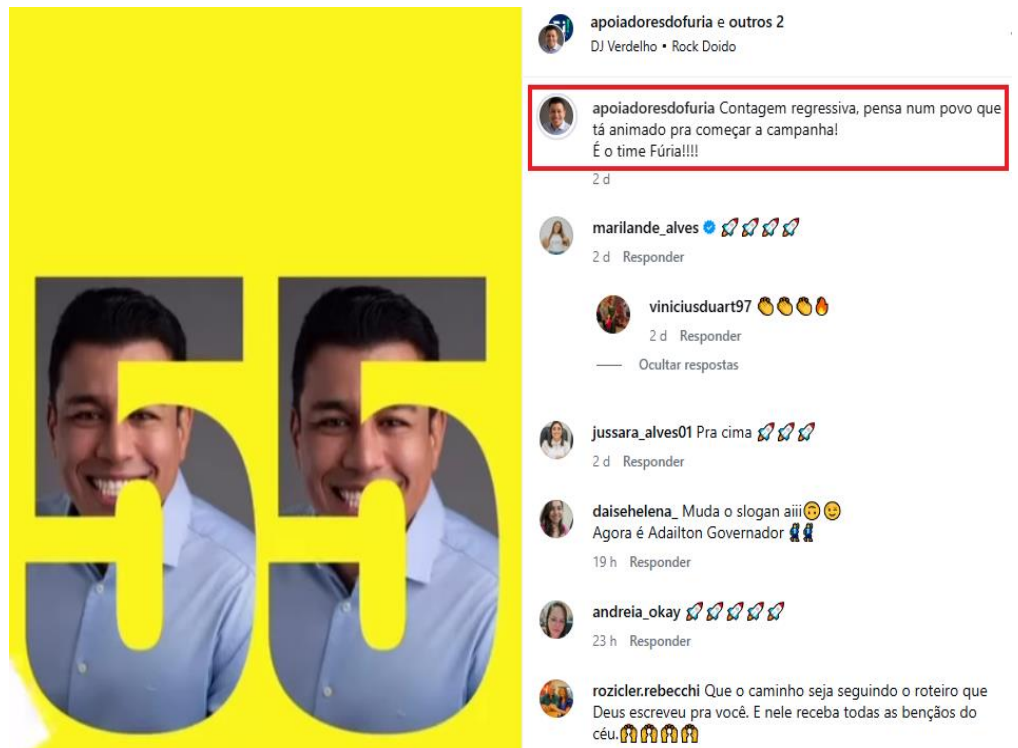 55
apoiadoresdofuria e outros 2
DJ Verdelho • Rock Doido
apoiadoresdofuria Contagem regressiva, pensa num povo que
tá animado pra começar a campanha!
É o time Fúria!!!!
2 d
marilande_alves 🚀🚀🚀🚀
2 d Responder
viniciusduart97 👏👏👏🔥
2 d Responder
Ocultar respostas
jussara_alves01 Pra cima 🚀🚀🚀
2 d Responder
daisehelena_ Muda o slogan aiii🙃😉
Agora é Adailton Governador
19 h Responder
andreia_okay 🚀🚀🚀🚀🚀
23 h Responder
rozicler.rebecchi Que o caminho seja seguindo o roteiro que
Deus escreveu pra você. E nele receba todas as bençãos do
céu.🙌🙌🙌🙌